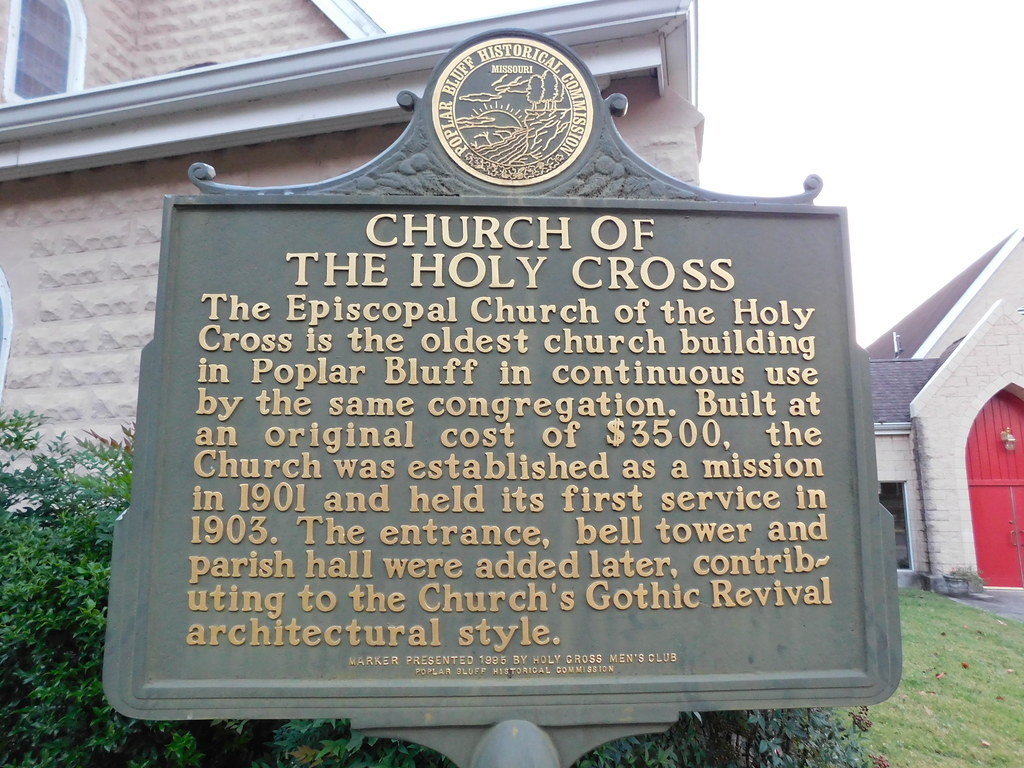 POPLAR BLUFF HISTORICAL COMMISSION
MISSOURI
CHURCH OF
THE HOLY CROSS
The Episcopal Church of the Holy
Cross is the oldest church building
in Poplar Bluff in continuous use
by the same congregation. Built at
an original cost of $3500, the
Church was established as a mission
in 1901 and held its first service in
1903. The entrance, bell tower and
parish hall were added later, contrib-
uting to the Church's Gothic Revival
architectural style.
MARKER PRESENTED 1995 BY HOLY CROSS MEN'S CLUB
POPLAR BLUFF HISTORICAL COMMISSION